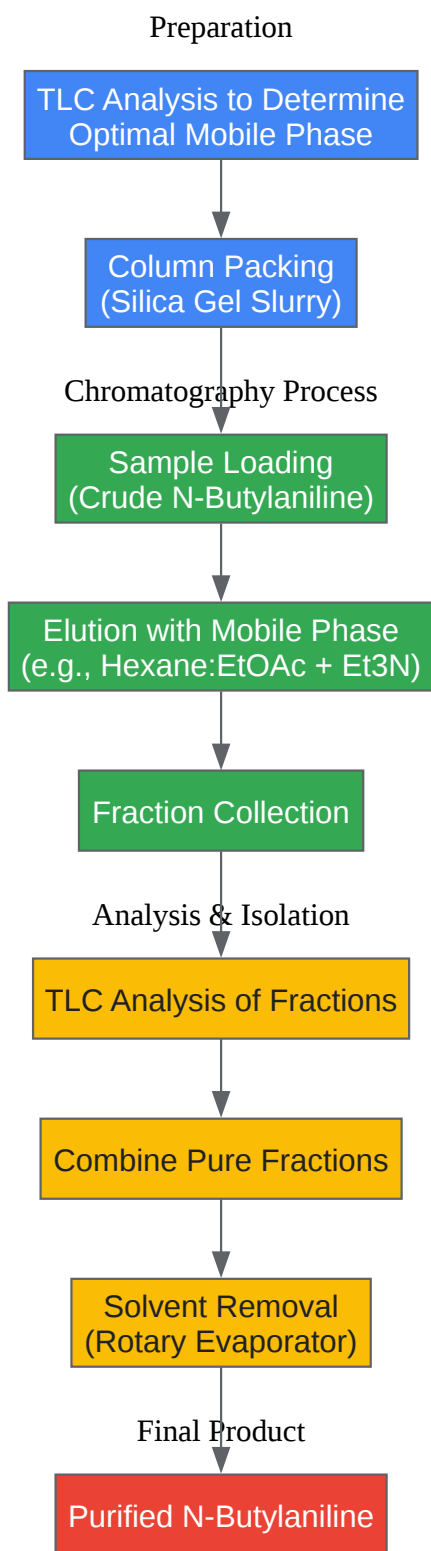 Preparation
TLC Analysis to Determine
Optimal Mobile Phase
Column Packing
(Silica Gel Slurry)
Chromatography Process
Sample Loading
(Crude N-Butylaniline)
Elution with Mobile Phase
(e.g., Hexane:EtOAc + Et3N)
Fraction Collection
Analysis & Isolation
TLC Analysis of Fractions
Combine Pure Fractions
Solvent Removal
(Rotary Evaporator)
Final Product
Purified N-Butylaniline